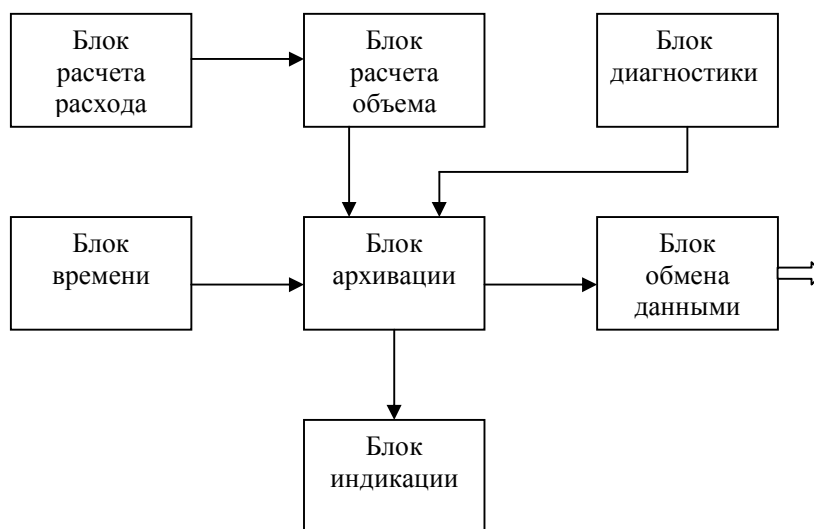 Блок
расчета
расхода
Блок
расчета
объема
Блок
диагностики
Блок
времени
Блок
архивации
Блок
обмена
данными
Блок
индикации